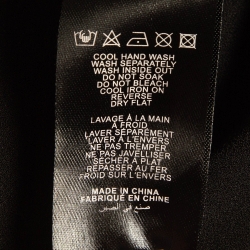 COOL HAND WASH
WASH SEPARATELY
WASH INSIDE OUT
DO NOT SOAK
DO NOT BLEACH
COOL IRON ON
REVERSE
DRY FLAT
LAVAGE À LA MAIN
À FROID
LAVER SÉPARÉMENT
LAVER À L'ENVERS
NE PAS TREMPER
NE PAS JAVELLISER
SÉCHER À PLAT
REPASSER AU FER
FROID SUR L'ENVERS
MADE IN CHINA
FABRIQUÉ EN CHINE
صنع في الصين